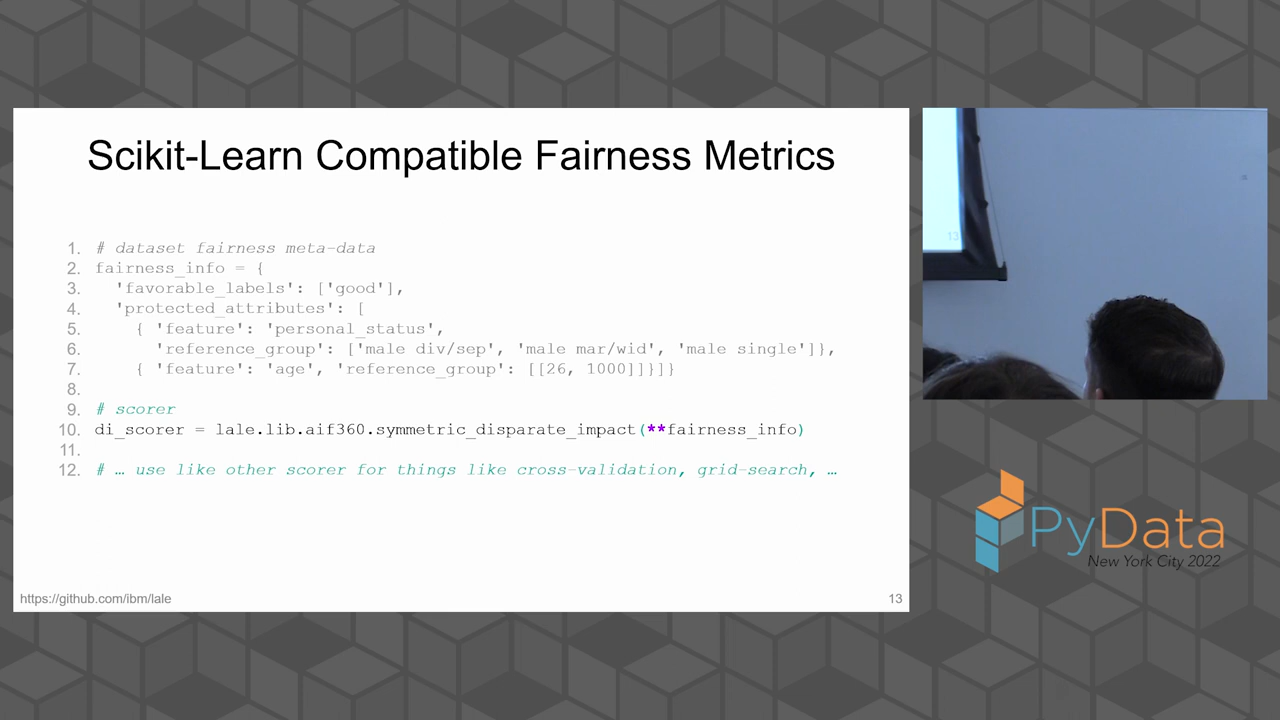 Scikit-Learn Compatible Fairness Metrics
1. # dataset fairness meta-data
2. fairness_info = {
3. 'favorable_labels': ['good'],
4. 'protected_attributes': [
5. { 'feature': 'personal_status',
6. 'reference_group': ['male div/sep', 'male mar/wid', 'male single']},
7. { 'feature': 'age', 'reference_group': [[26, 1000]]}]}
8.
9. # scorer
10. di_scorer = lale.lib.aif360.symmetric_disparate_impact(**fairness_info)
11.
12. # … use like other scorer for things like cross-validation, grid-search, …
https://github.com/ibm/lale
13
13
PyData
New York City 2022